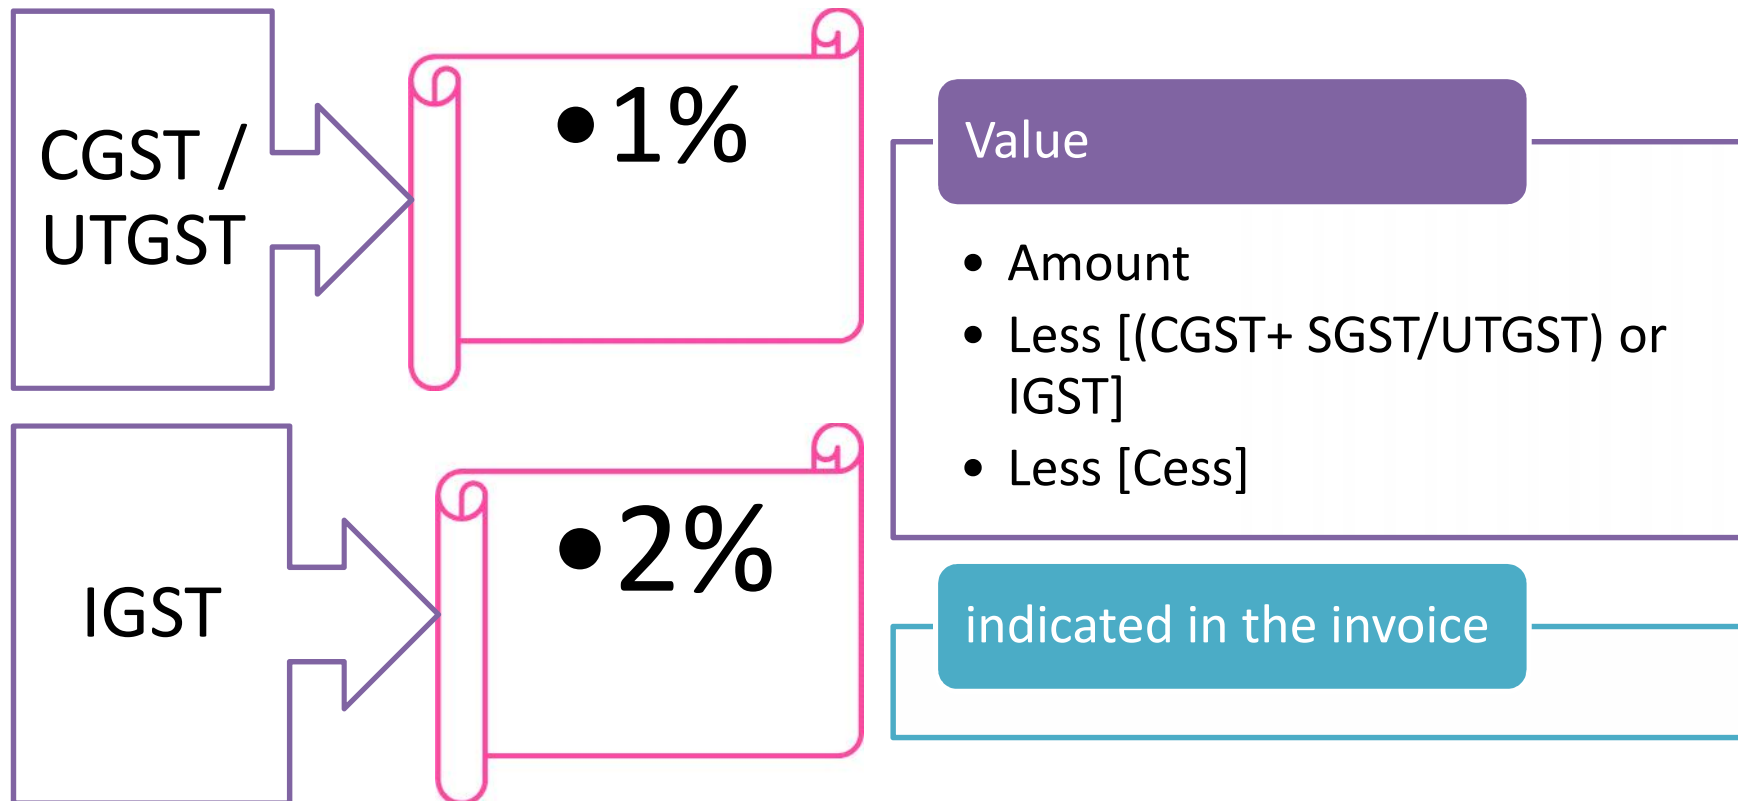 CGST /
UTGST
•1%
IGST
•2%
Value
• Amount
• Less [(CGST+ SGST/UTGST) or
IGST]
• Less [Cess]
indicated in the invoice